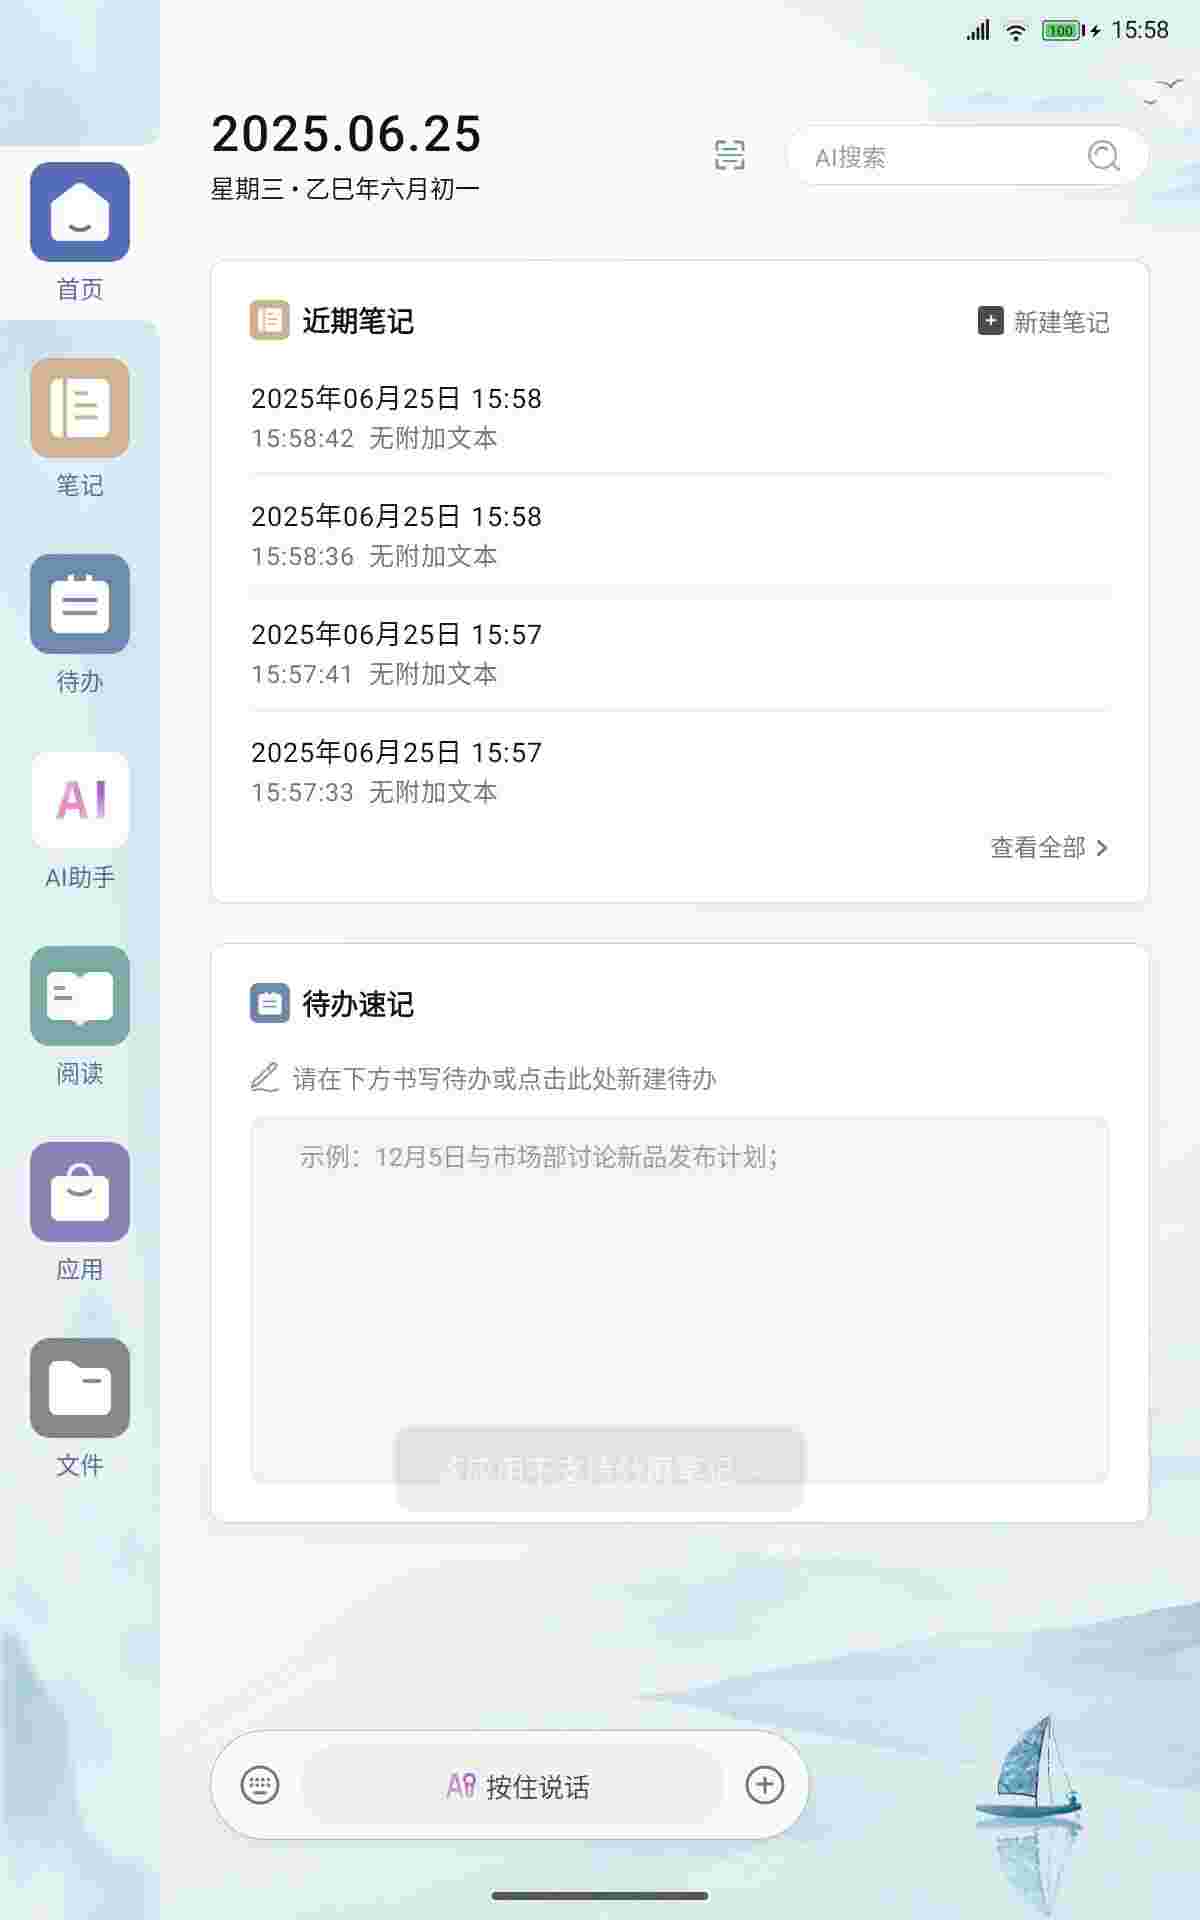 100 15:58
2025.06.25
星期三·乙巳年六月初一
AI搜索
首页
笔记
待办
AI
AI助手
阅读
应用
文件
近期笔记
新建笔记
2025年06月25日 15:58
15:58:42 无附加文本
2025年06月25日 15:58
15:58:36 无附加文本
2025年06月25日 15:57
15:57:41 无附加文本
2025年06月25日 15:57
15:57:33 无附加文本
查看全部
待办速记
请在下方书写待办或点击此处新建待办
示例：12月5日与市场部讨论新品发布计划；
应用未支持分屏笔记
按住说话